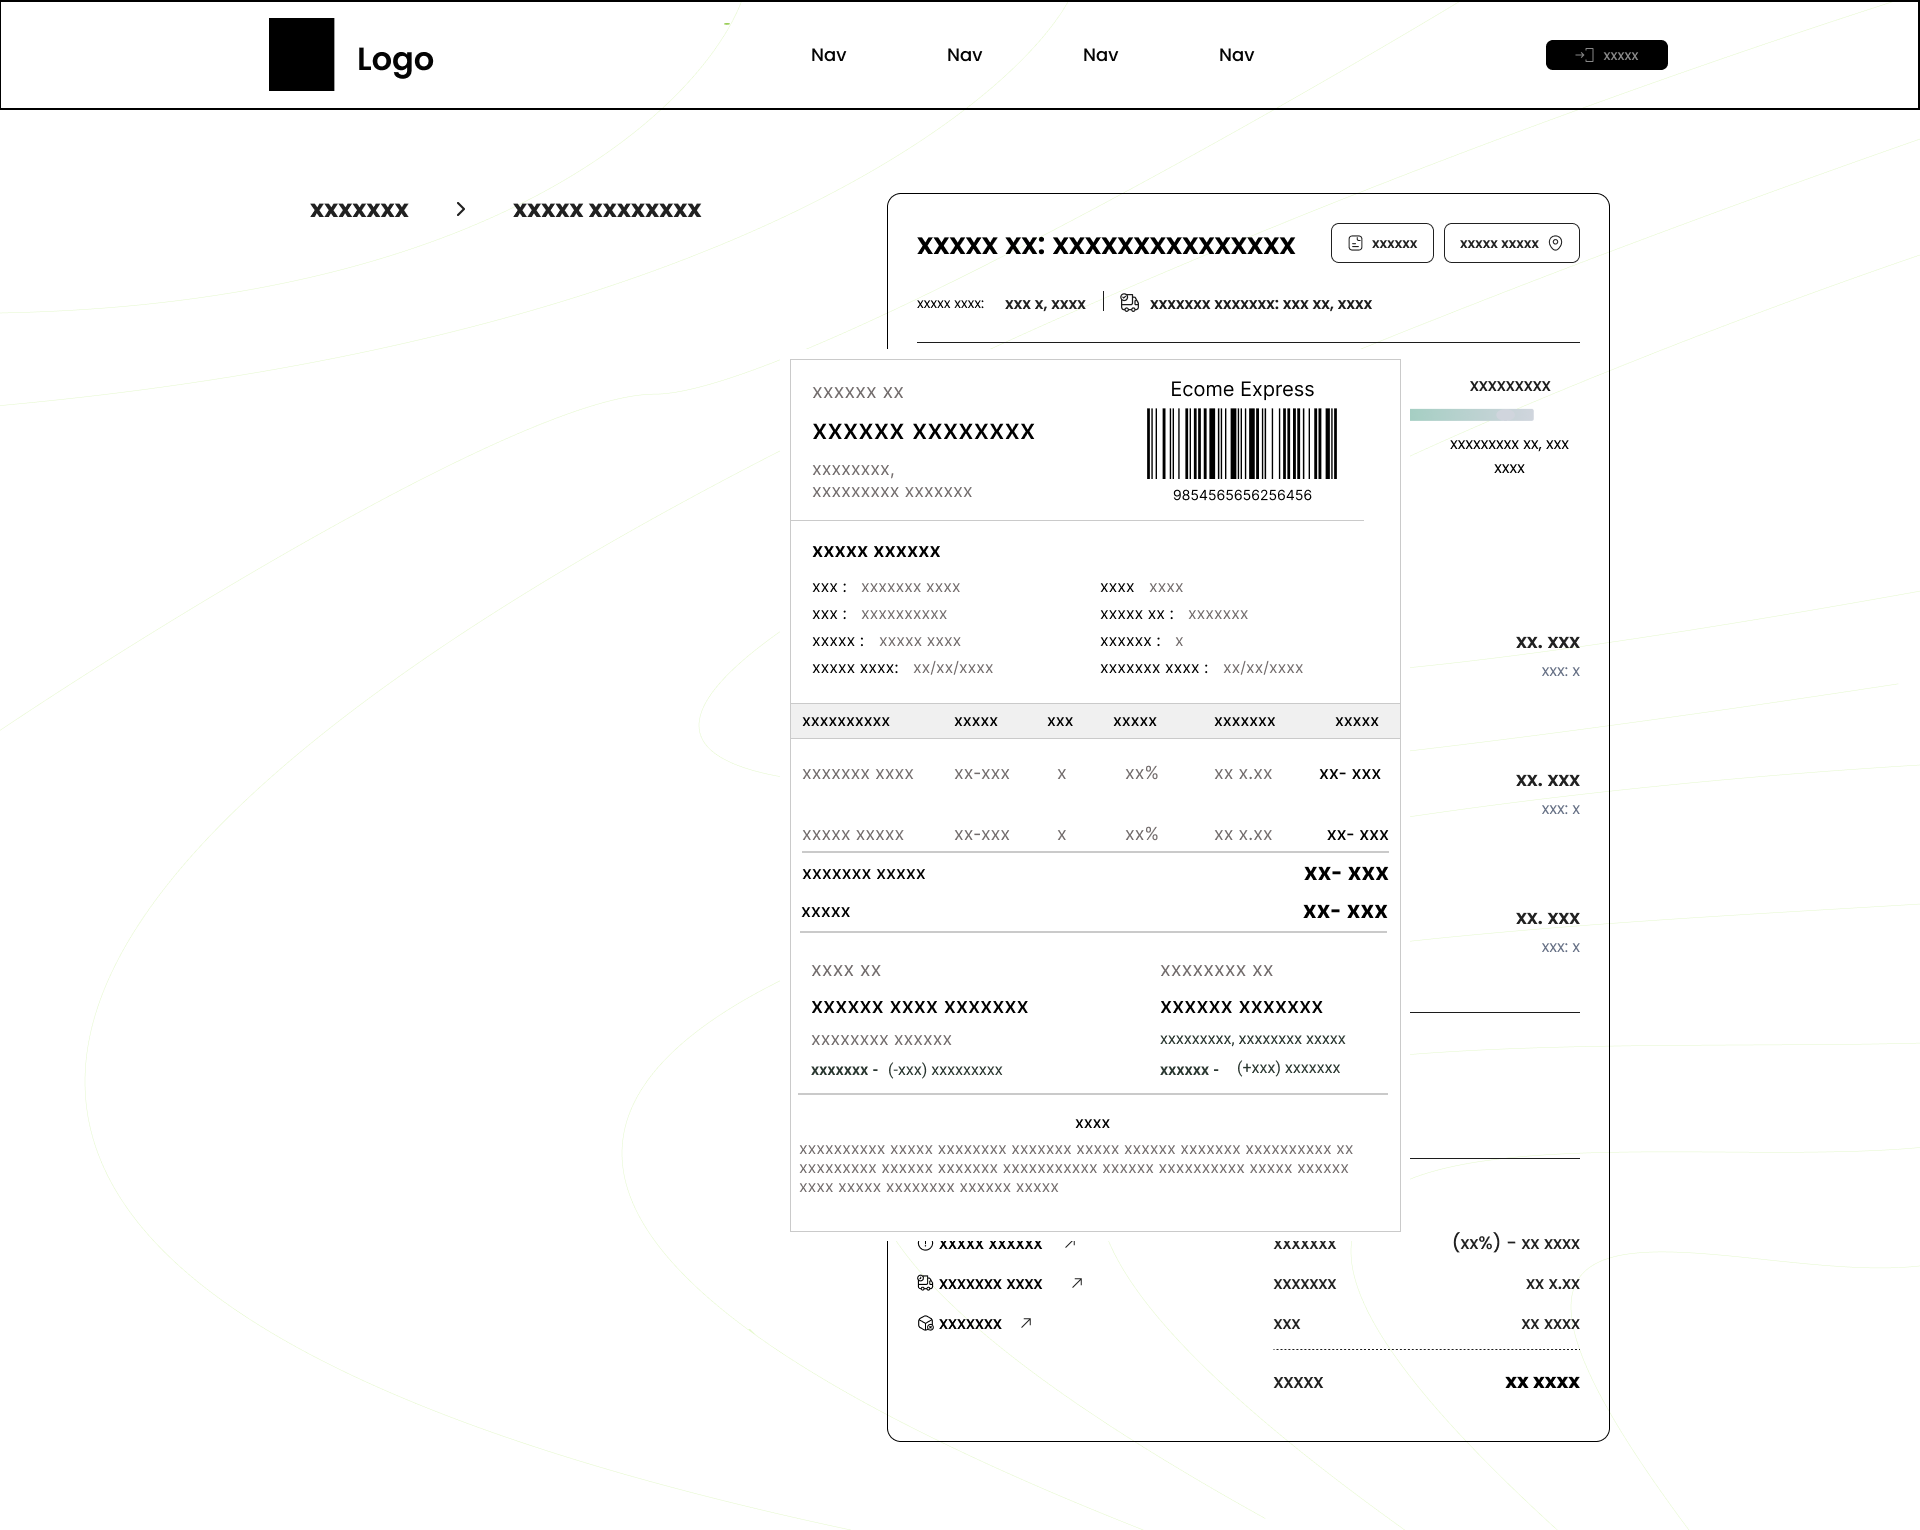 Logo
Nav Nav Nav Nav
xxxxx
xxxxxxx > xxxxx xxxxxxxx
xxxxx xx: xxxxxxxxxxxxxxx
xxxxxx
xxxxx xxxxx
xxxxx xxxx: xxx x, xxxx
xxxxxxx xxxxxxx: xxx xx, xxxx
xxxxxxxxx
xxxxxxxxx xx, xxx
xxxx
xxxxxx xx
xxxxxx xxxxxxxx
xxxxxxxx,
xxxxxxxxx xxxxxxx
Ecome Express
9854565656256456
xxxxx xxxxxx
xxx : xxxxxxx xxxx
xxxx xxxx
xxx : xxxxxxxxxx
xxxxx xx : xxxxxxx
xxxxx : xxxxx xxxx
xxxxxx : x
xxxxx xxxx: xx/xx/xxxx
xxxxxxx xxxx : xx/xx/xxxx
xxxxxxxxxx xxxxx xxx xxxxx xxxxxxx xxxxx
xxxxxxx xxxx xx-xxx x xx% xx x.xx xx- xxx
xxxxx xxxxx xx-xxx x xx% xx x.xx xx- xxx
xxxxxxx xxxxx xx- xxx
xxxxx xx- xxx
xxxx xx
xxxxxx xxxx xxxxxxx
xxxxxxxx xxxxxx
xxxxxxx - (-xxx) xxxxxxxxx
xxxxxxxx xx
xxxxxx xxxxxxx
xxxxxxxxx, xxxxxxxx xxxxx
xxxxxx - (+xxx) xxxxxxx
xxxx
xxxxxxxxxx xxxxx xxxxxxxx xxxxxxx xxxxx xxxxxx xxxxxxx xxxxxxxxxx xx
xxxxxxxxx xxxxxx xxxxxxx xxxxxxxxxxx xxxxxx xxxxxxxxxx xxxxx xxxxxx
xxxx xxxxx xxxxxxxx xxxxxx xxxxx
xx. xxx
xxx: x
xx. xxx
xxx: x
xx. xxx
xxx: x
xxxxx xxxxxx
xxxxxxx xxxx
xxxxxxx
xxxxxxx (xx%) - xx xxxx
xxxxxxx xx x.xx
xxx xx xxxx
xxxxx xx xxxx